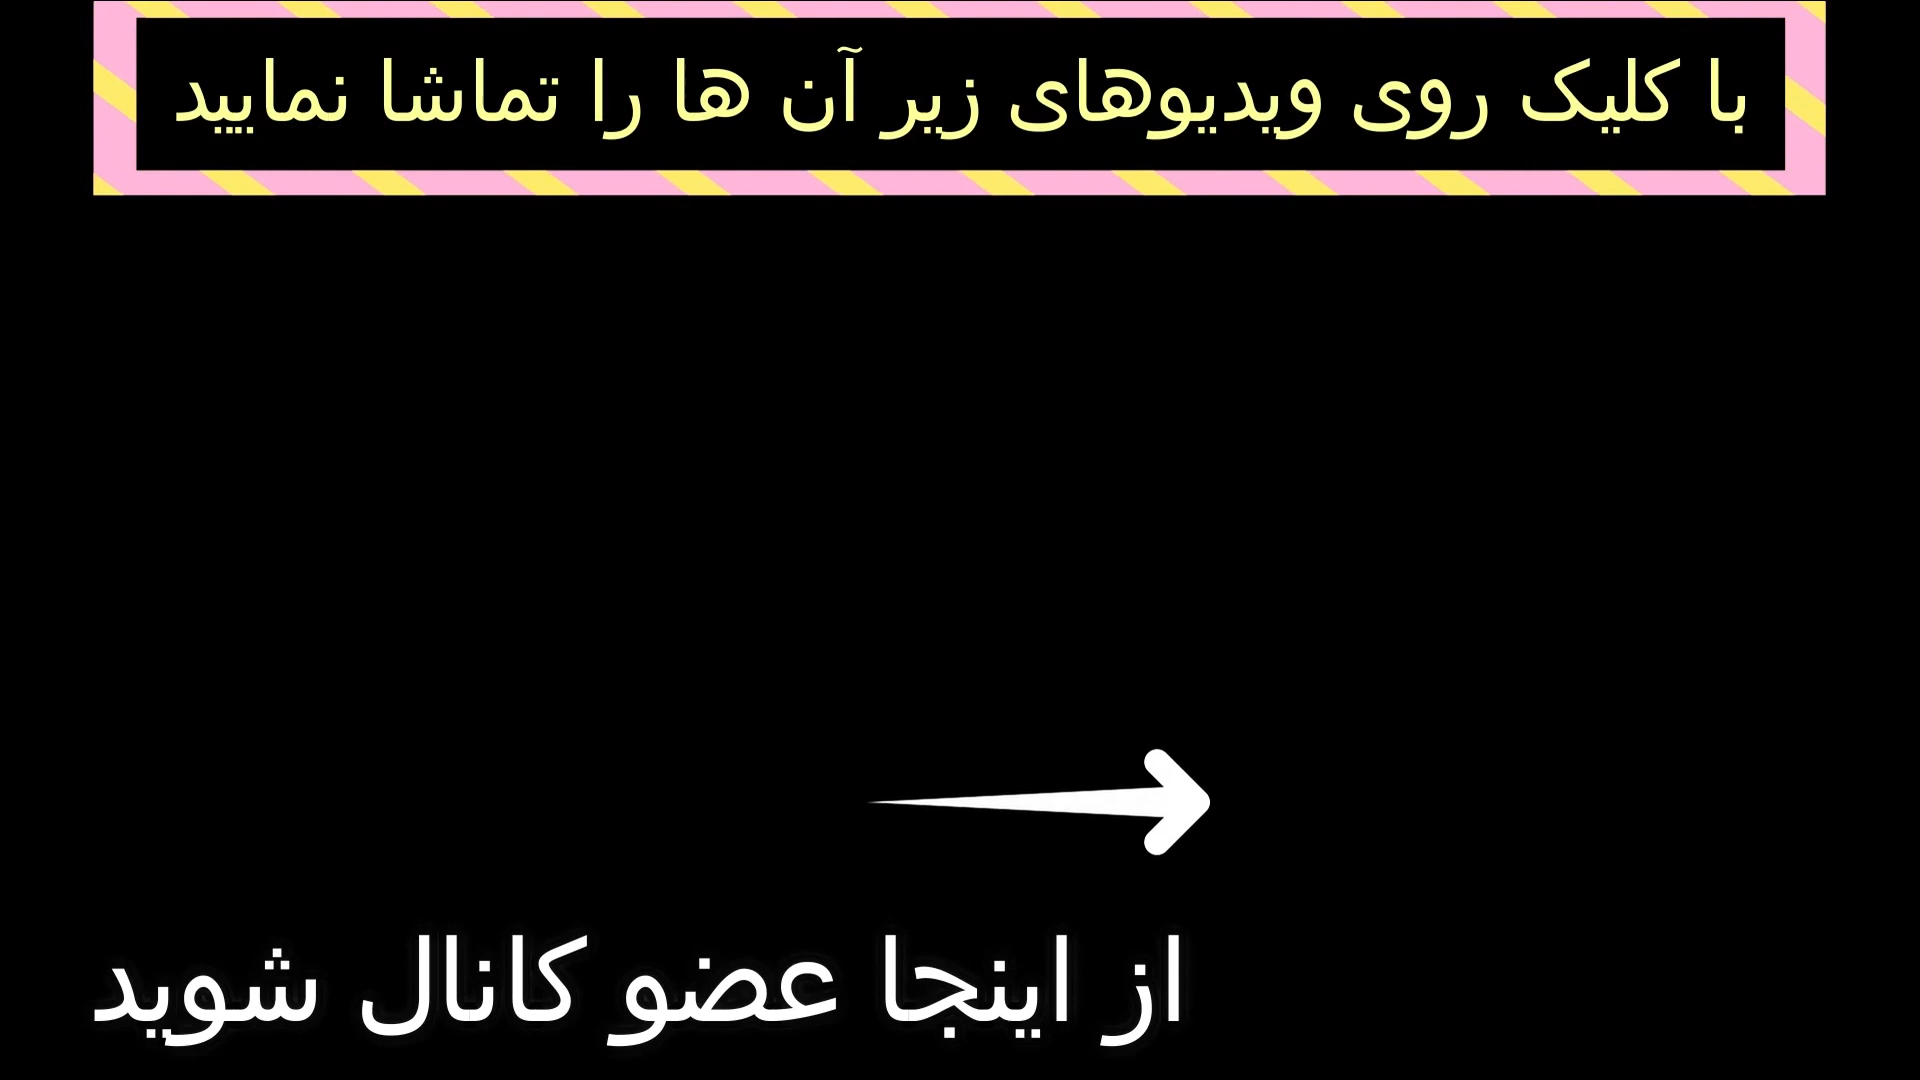 با کلیک روی ویدیوهای زیر آن ها را تماشا نمایید
از اینجا عضو کانال شوید